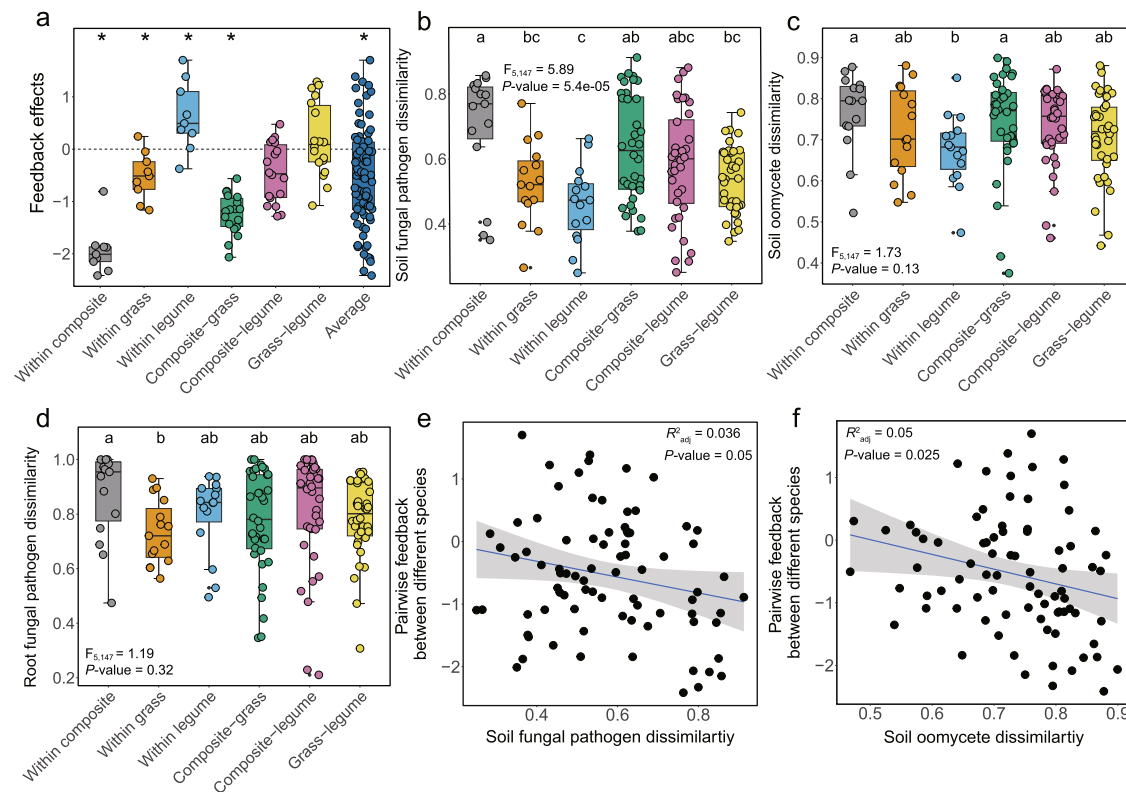 a
* * * * *
Feedback effects
1
0
−1
−2
Within composite
Within grass
Within legume
Composite−grass
Composite−legume
Grass−legume
Average
b
a bc c ab abc bc
F5,147 = 5.89
P-value = 5.4e-05
Soil fungal pathogen dissimilarity
0.8
0.6
0.4
Within composite
Within grass
Within legume
Composite−grass
Composite−legume
Grass−legume
c
a ab b a ab ab
Soil oomycete dissimilarity
0.9
0.8
0.7
0.6
0.5
0.4
F5,147 = 1.73
P-value = 0.13
Within composite
Within grass
Within legume
Composite−grass
Composite−legume
Grass−legume
d
a b ab ab ab ab
Root fungal pathogen dissimilarity
1.0
0.8
0.6
0.4
0.2
F5,147 = 1.19
P-value = 0.32
Within composite
Within grass
Within legume
Composite−grass
Composite−legume
Grass−legume
e
R2adj = 0.036
P-value = 0.05
Pairwise feedback
between different species
1
0
−1
−2
0.4 0.6 0.8
Soil fungal pathogen dissimilartiy
f
R2adj = 0.05
P-value = 0.025
Pairwise feedback
between different species
1
0
−1
−2
0.5 0.6 0.7 0.8 0.9
Soil oomycete dissimilartiy